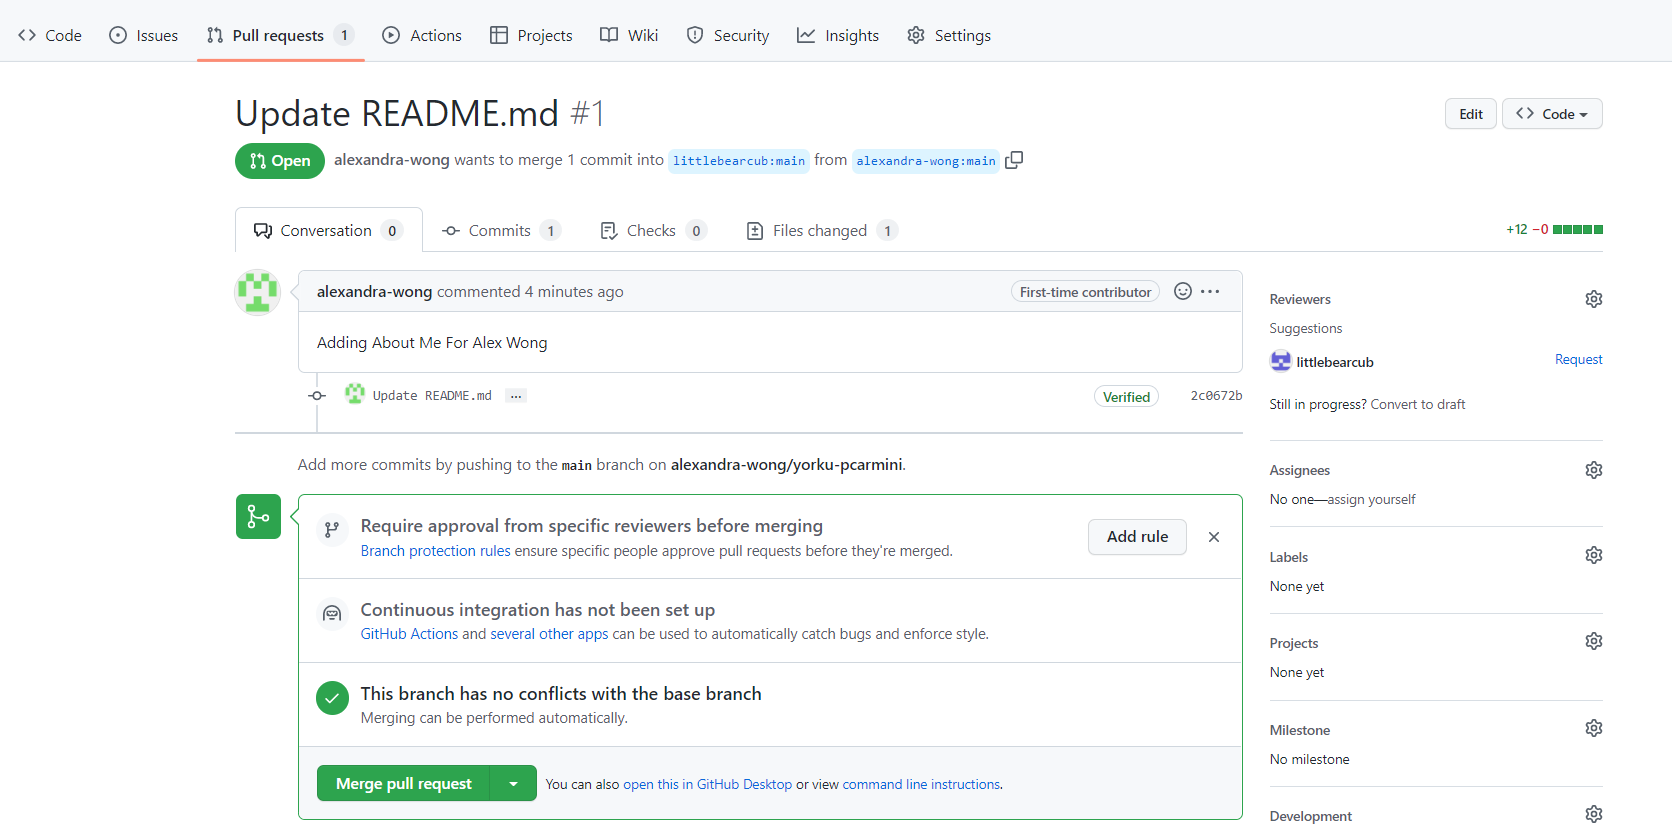 Code Issues Pull requests 1 Actions Projects Wiki Security Insights Settings
Update README.md #1
Edit Code
Open alexandra-wong wants to merge 1 commit into littlebearcub:main from alexandra-wong:main
Conversation 0 Commits 1 Checks 0 Files changed 1 +12 −0
alexandra-wong commented 4 minutes ago First-time contributor ...
Adding About Me For Alex Wong
Update README.md ... Verified 2c0672b
Add more commits by pushing to the main branch on alexandra-wong/yorku-pcarmini.
Require approval from specific reviewers before merging
Branch protection rules ensure specific people approve pull requests before they're merged.
Add rule
Continuous integration has not been set up
GitHub Actions and several other apps can be used to automatically catch bugs and enforce style.
This branch has no conflicts with the base branch
Merging can be performed automatically.
Merge pull request You can also open this in GitHub Desktop or view command line instructions.
Reviewers
Suggestions
littlebearcub Request
Still in progress? Convert to draft
Assignees
No one—assign yourself
Labels
None yet
Projects
None yet
Milestone
No milestone
Development